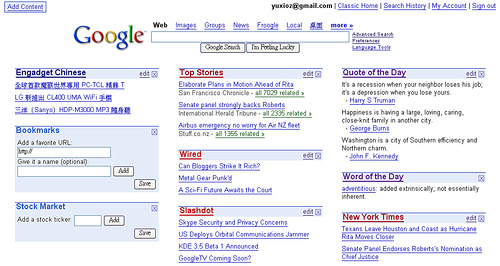 Add Content
yuxioz@gmail.com | Classic Home | Search History | My Account | Sign out
Google
Web Images Groups News Froogle Local 桌面 more »
Advanced Search
Preferences
Language Tools
Google Search I'm Feeling Lucky
Engadget Chinese edit
全球首款魔獸世界專用 PC-TCL 精靈 T
LG 新推出 CL400 UMA WiFi 手機
三洋（Sanyo）HDP-M3000 MP3 隨身聽
Bookmarks
Add a favorite URL:
http://
Give it a name (optional):
Add
Save
Stock Market
Add a stock ticker: Add
Save
Top Stories edit
Elaborate Plans in Motion Ahead of Rita
San Francisco Chronicle - all 7029 related »
Senate panel strongly backs Roberts
International Herald Tribune - all 2335 related »
Airbus emergency no worry for Air NZ fleet
Stuff.co.nz - all 1355 related »
Wired edit
Can Bloggers Strike It Rich?
Metal Gear Punk'd
A Sci-Fi Future Awaits the Court
Slashdot edit
Skype Security and Privacy Concerns
US Deploys Orbital Communications Jammer
KDE 3.5 Beta 1 Announced
GoogleTV Coming Soon?
Quote of the Day edit
It's a recession when your neighbor loses his job;
it's a depression when you lose yours.
- Harry S Truman
Happiness is having a large, loving, caring,
close-knit family in another city.
- George Burns
Washington is a city of Southern efficiency and
Northern charm.
- John F. Kennedy
Word of the Day
adventitious: added extrinsically; not essentially
inherent.
New York Times edit
Texans Leave Houston and Coast as Hurricane
Rita Moves Closer
Senate Panel Endorses Roberts's Nomination as
Chief Justice